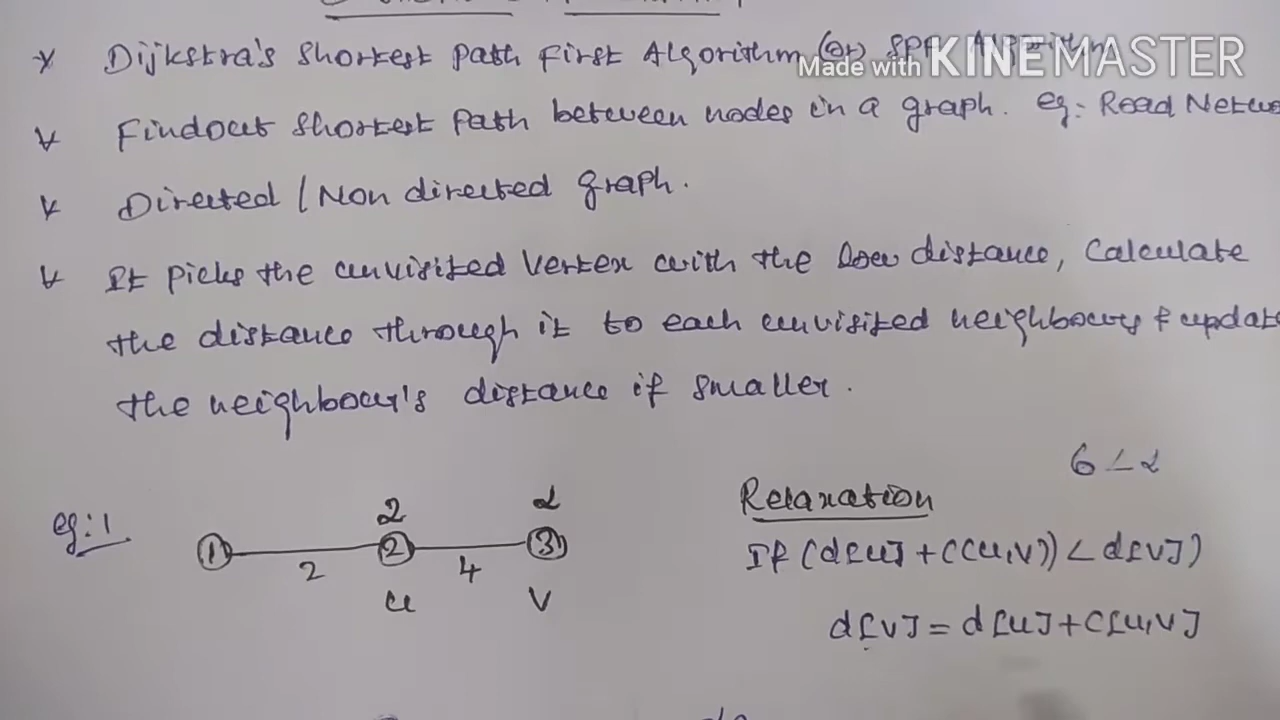 * Dijkstra's shortest path First Algorithm (or) SPF Algorithm
Made with KINEMASTER
* Findout shortest path between nodes in a graph. eg:- Road Netwo
* Directed / Non directed graph.
* It picks the unvisited vertex with the low distance, calculate
the distance through it to each unvisited neighbours & updat
the neighbour's distance if smaller.
6 < α
eg:1
2 α
Relaxation
1 2 3
2 4
If (d[u] + C(u,v)) < d[v])
u v
d[v] = d[u] + C[u,v]